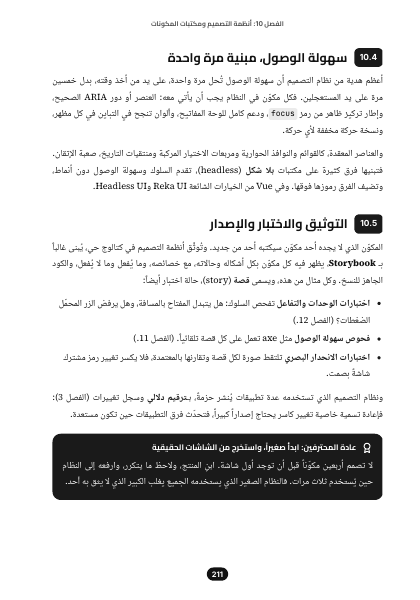 الفصل 10: أنظمة التصميم ومكتبات المكونات
10.4 سهولة الوصول، مبنية مرة واحدة
أعظم هدية من نظام التصميم أن سهولة الوصول تُحل مرة واحدة، على يد من أخذ وقته، بدل خمسين
مرة على يد المستعجلين. فكل مكوّن في النظام يجب أن يأتي معه: العنصر أو دور ARIA الصحيح،
وإطار تركيز ظاهر من رمز focus، ودعم كامل للوحة المفاتيح، وألوان تنجح في التباين في كل مظهر،
ونسخة حركة مخففة لأي حركة.
والعناصر المعقدة، كالقوائم والنوافذ الحوارية ومربعات الاختيار المركبة ومنتقيات التاريخ، صعبة الإتقان.
فتبنيها فرق كثيرة على مكتبات بلا شكل (headless)، تقدم السلوك وسهولة الوصول دون أنماط،
وتضيف الفرق رموزها فوقها. وفي Vue من الخيارات الشائعة Reka UI وHeadless UI.
10.5 التوثيق والاختبار والإصدار
المكوّن الذي لا يجده أحد مكوّن سيكتبه أحد من جديد. وتُوثَّق أنظمة التصميم في كتالوج حي، يُبنى غالباً
بـ Storybook، يظهر فيه كل مكوّن بكل أشكاله وحالاته، مع خصائصه، وما يُفعل وما لا يُفعل، والكود
الجاهز للنسخ. وكل مثال من هذه، ويسمى قصة (story)، حالة اختبار أيضاً:
• اختبارات الوحدات والتفاعل تفحص السلوك: هل يتبدل المفتاح بالمسافة، وهل يرفض الزر المحمّل
الضغطات؟ (الفصل 12.)
• فحوص سهولة الوصول مثل axe تعمل على كل قصة تلقائياً. (الفصل 11.)
• اختبارات الانحدار البصري تلتقط صورة لكل قصة وتقارنها بالمعتمدة، فلا يكسر تغيير رمز مشترك
شاشةً بصمت.
ونظام التصميم الذي تستخدمه عدة تطبيقات يُنشر حزمةً، بـترقيم دلالي وسجل تغييرات (الفصل 3):
فإعادة تسمية خاصية تغيير كاسر يحتاج إصداراً كبيراً، فتحدّث فرق التطبيقات حين تكون مستعدة.
عادة المحترفين: ابدأ صغيراً، واستخرج من الشاشات الحقيقية
لا تصمم أربعين مكوّناً قبل أن توجد أول شاشة. ابنِ المنتج، ولاحظ ما يتكرر، وارفعه إلى النظام
حين يُستخدم ثلاث مرات. فالنظام الصغير الذي يستخدمه الجميع يغلب الكبير الذي لا يثق به أحد.
211